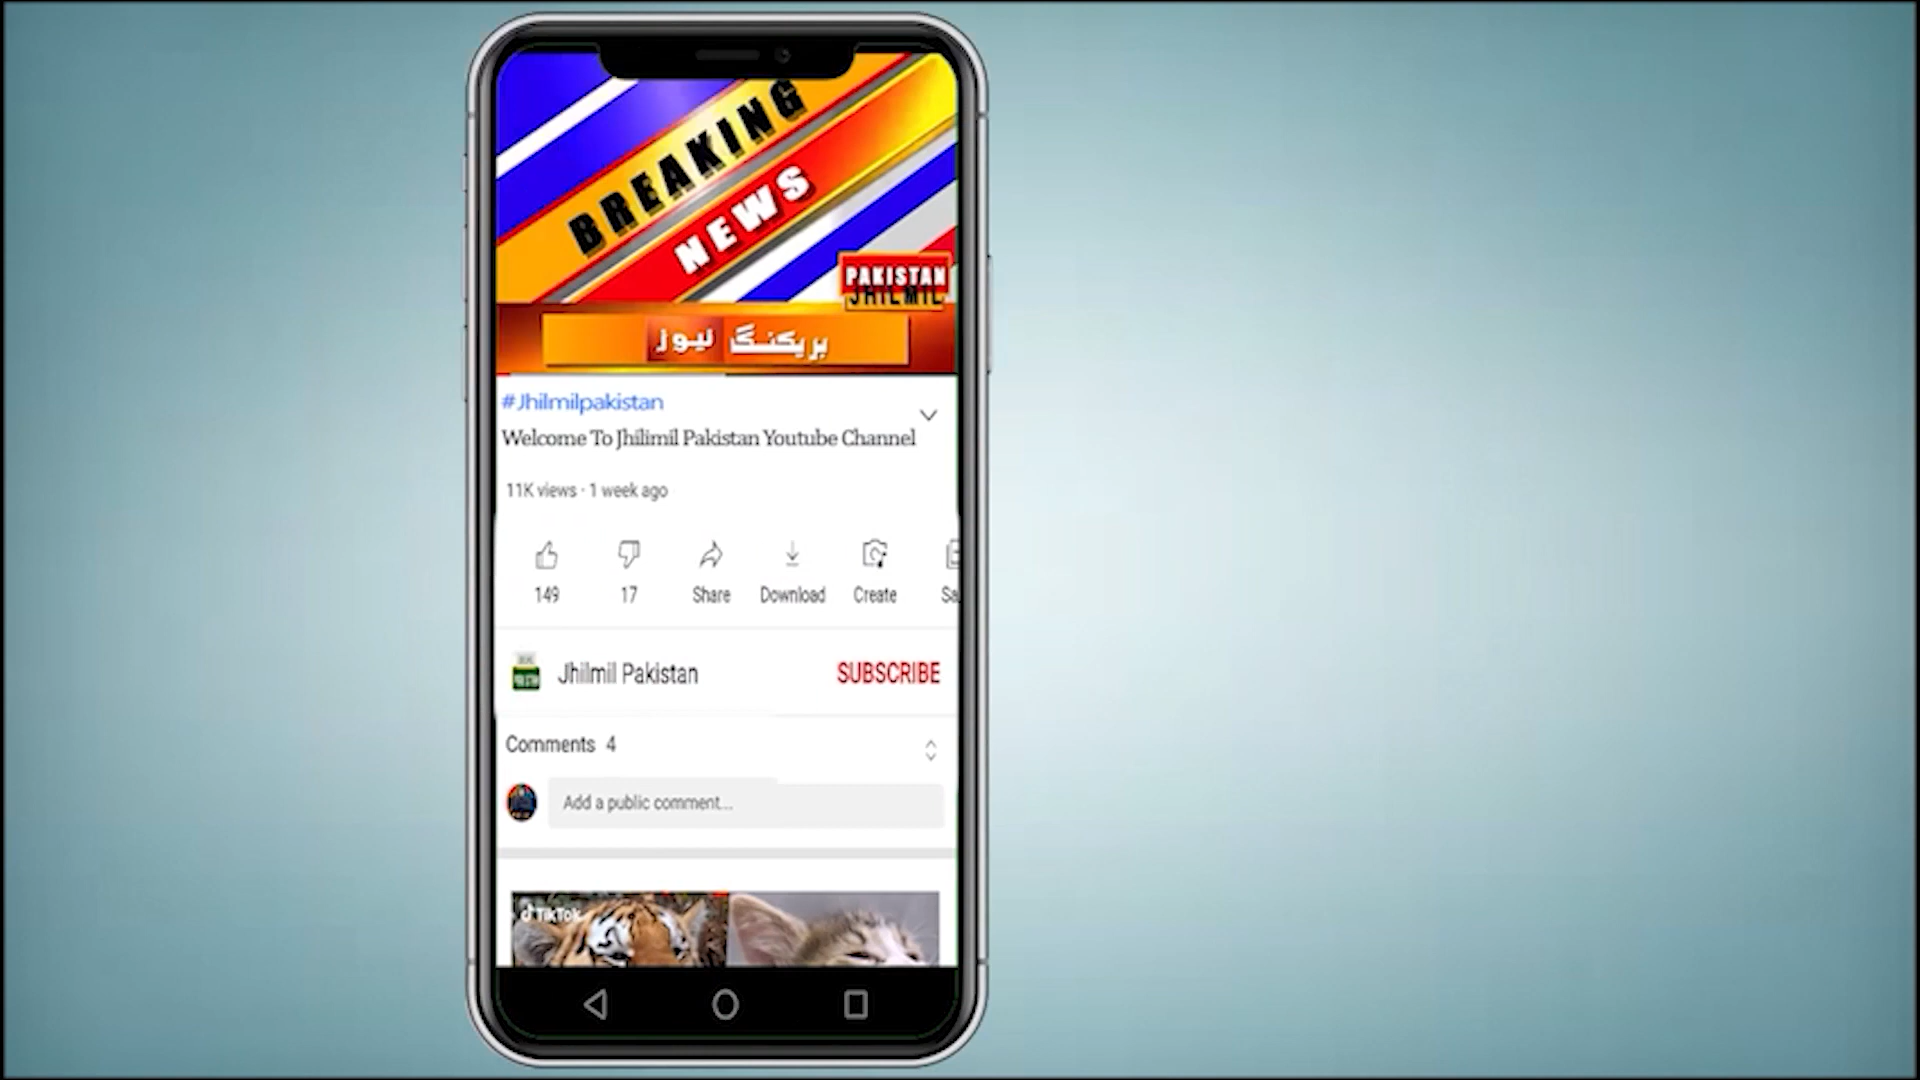 BREAKING
NEWS
PAKISTAN
JHILMIL
بریکنگ نیوز
#Jhilmilpakistan
Welcome To Jhilimil Pakistan Youtube Channel
11K views · 1 week ago
149 17 Share Download Create Sa
Jhilmil Pakistan SUBSCRIBE
Comments 4
Add a public comment...
TikTok